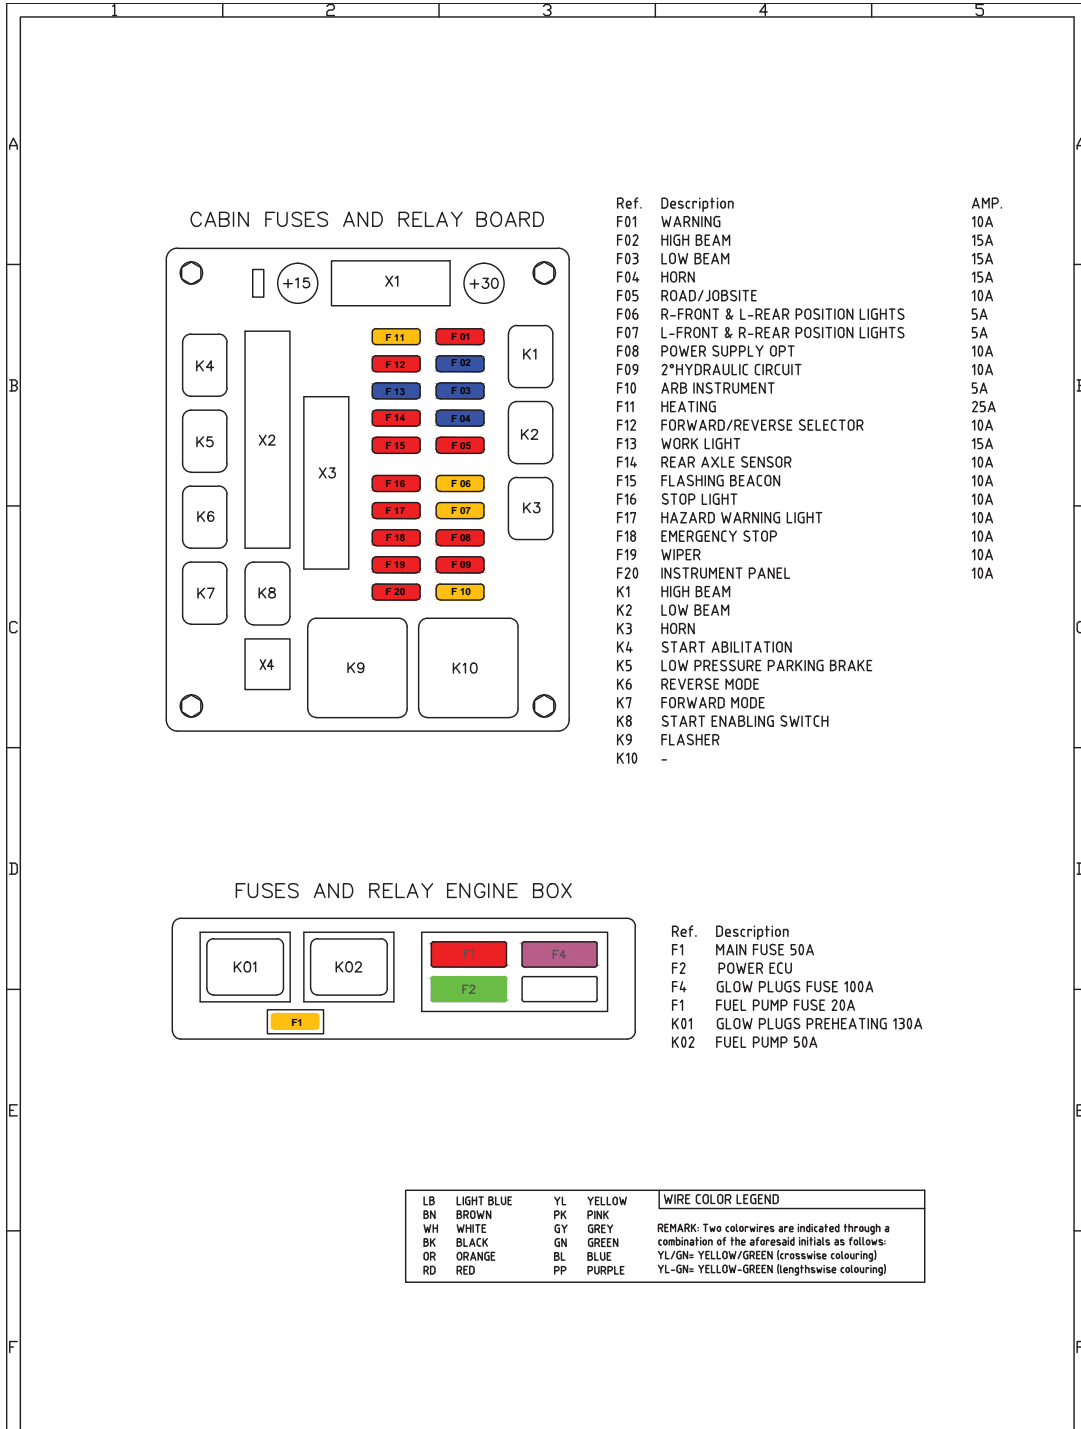 1 2 3 4 5
A A
CABIN FUSES AND RELAY BOARD
Ref. Description AMP.
F01 WARNING 10A
F02 HIGH BEAM 15A
F03 LOW BEAM 15A
F04 HORN 15A
F05 ROAD/JOBSITE 10A
F06 R-FRONT & L-REAR POSITION LIGHTS 5A
F07 L-FRONT & R-REAR POSITION LIGHTS 5A
F08 POWER SUPPLY OPT 10A
F09 2°HYDRAULIC CIRCUIT 10A
F10 ARB INSTRUMENT 5A
F11 HEATING 25A
F12 FORWARD/REVERSE SELECTOR 10A
F13 WORK LIGHT 15A
F14 REAR AXLE SENSOR 10A
F15 FLASHING BEACON 10A
F16 STOP LIGHT 10A
F17 HAZARD WARNING LIGHT 10A
F18 EMERGENCY STOP 10A
F19 WIPER 10A
F20 INSTRUMENT PANEL 10A
K1 HIGH BEAM
K2 LOW BEAM
K3 HORN
K4 START ABILITATION
K5 LOW PRESSURE PARKING BRAKE
K6 REVERSE MODE
K7 FORWARD MODE
K8 START ENABLING SWITCH
K9 FLASHER
K10 -
+15 X1 +30
F 11 F 01
F 12 F 02
F 13 F 03
F 14 F 04
F 15 F 05
F 16 F 06
F 17 F 07
F 18 F 08
F 19 F 09
F 20 F 10
K4
K5
K6
K7
X2
X3
K8
X4
K1
K2
K3
K9 K10
B B
C C
D D
FUSES AND RELAY ENGINE BOX
K01 K02 F1 F4
F2
F1
Ref. Description
F1 MAIN FUSE 50A
F2 POWER ECU
F4 GLOW PLUGS FUSE 100A
F1 FUEL PUMP FUSE 20A
K01 GLOW PLUGS PREHEATING 130A
K02 FUEL PUMP 50A
E E
LB LIGHT BLUE YL YELLOW
BN BROWN PK PINK
WH WHITE GY GREY
BK BLACK GN GREEN
OR ORANGE BL BLUE
RD RED PP PURPLE
WIRE COLOR LEGEND
REMARK: Two colorwires are indicated through a
combination of the aforesaid initials as follows:
YL/GN= YELLOW/GREEN (crosswise colouring)
YL-GN= YELLOW-GREEN (lengthswise colouring)
F F